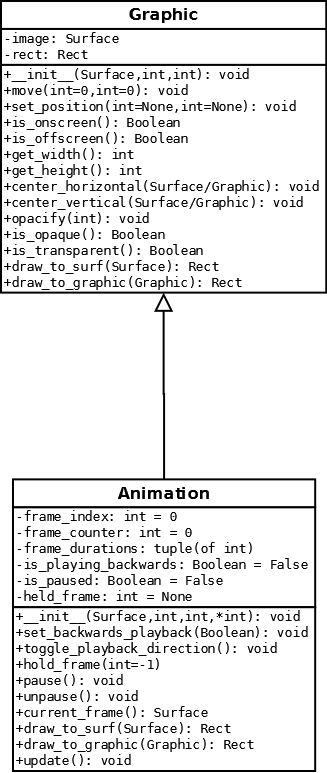 Graphic
-image: Surface
-rect: Rect
+__init__(Surface,int,int): void
+move(int=0,int=0): void
+set_position(int=None,int=None): void
+is_onscreen(): Boolean
+is_offscreen(): Boolean
+get_width(): int
+get_height(): int
+center_horizontal(Surface/Graphic): void
+center_vertical(Surface/Graphic): void
+opacify(int): void
+is_opaque(): Boolean
+is_transparent(): Boolean
+draw_to_surf(Surface): Rect
+draw_to_graphic(Graphic): Rect
Animation
-frame_index: int = 0
-frame_counter: int = 0
-frame_durations: tuple(of int)
-is_playing_backwards: Boolean = False
-is_paused: Boolean = False
-held_frame: int = None
+__init__(Surface,int,int,*int): void
+set_backwards_playback(Boolean): void
+toggle_playback_direction(): void
+hold_frame(int=-1)
+pause(): void
+unpause(): void
+current_frame(): Surface
+draw_to_surf(Surface): Rect
+draw_to_graphic(Graphic): Rect
+update(): void